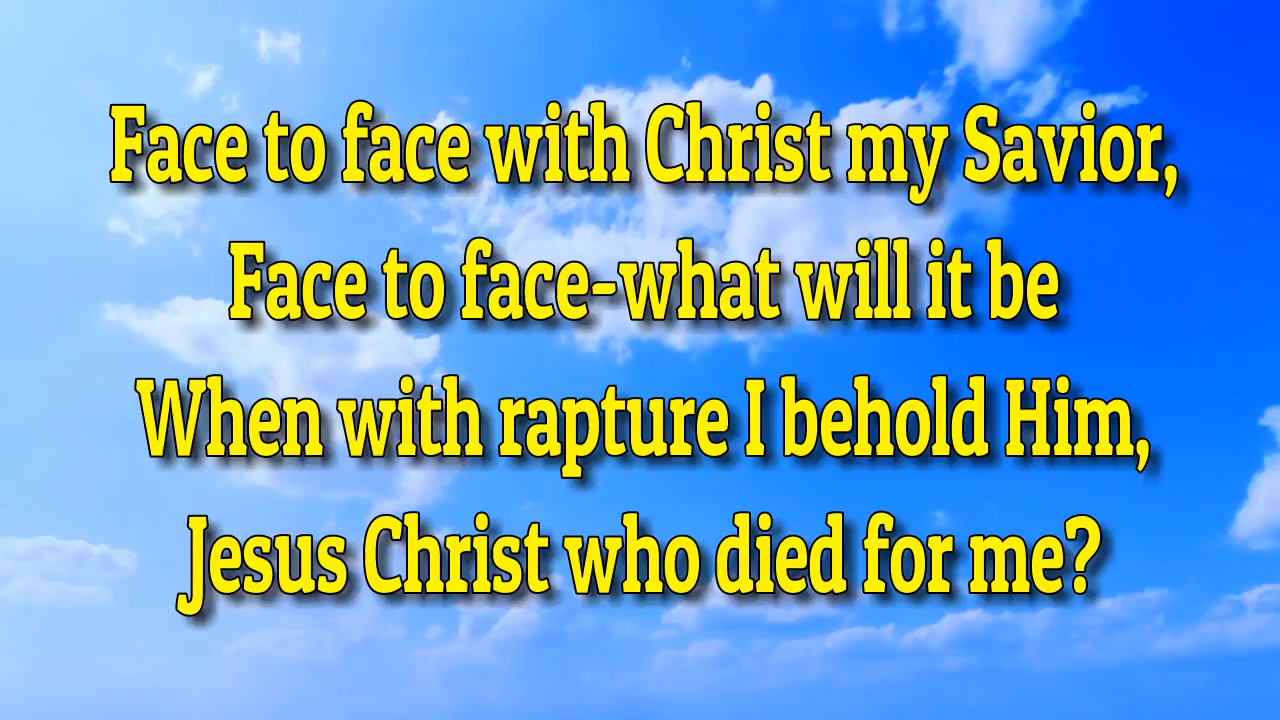 Face to face with Christ my Savior,
Face to face-what will it be
When with rapture I behold Him,
Jesus Christ who died for me?